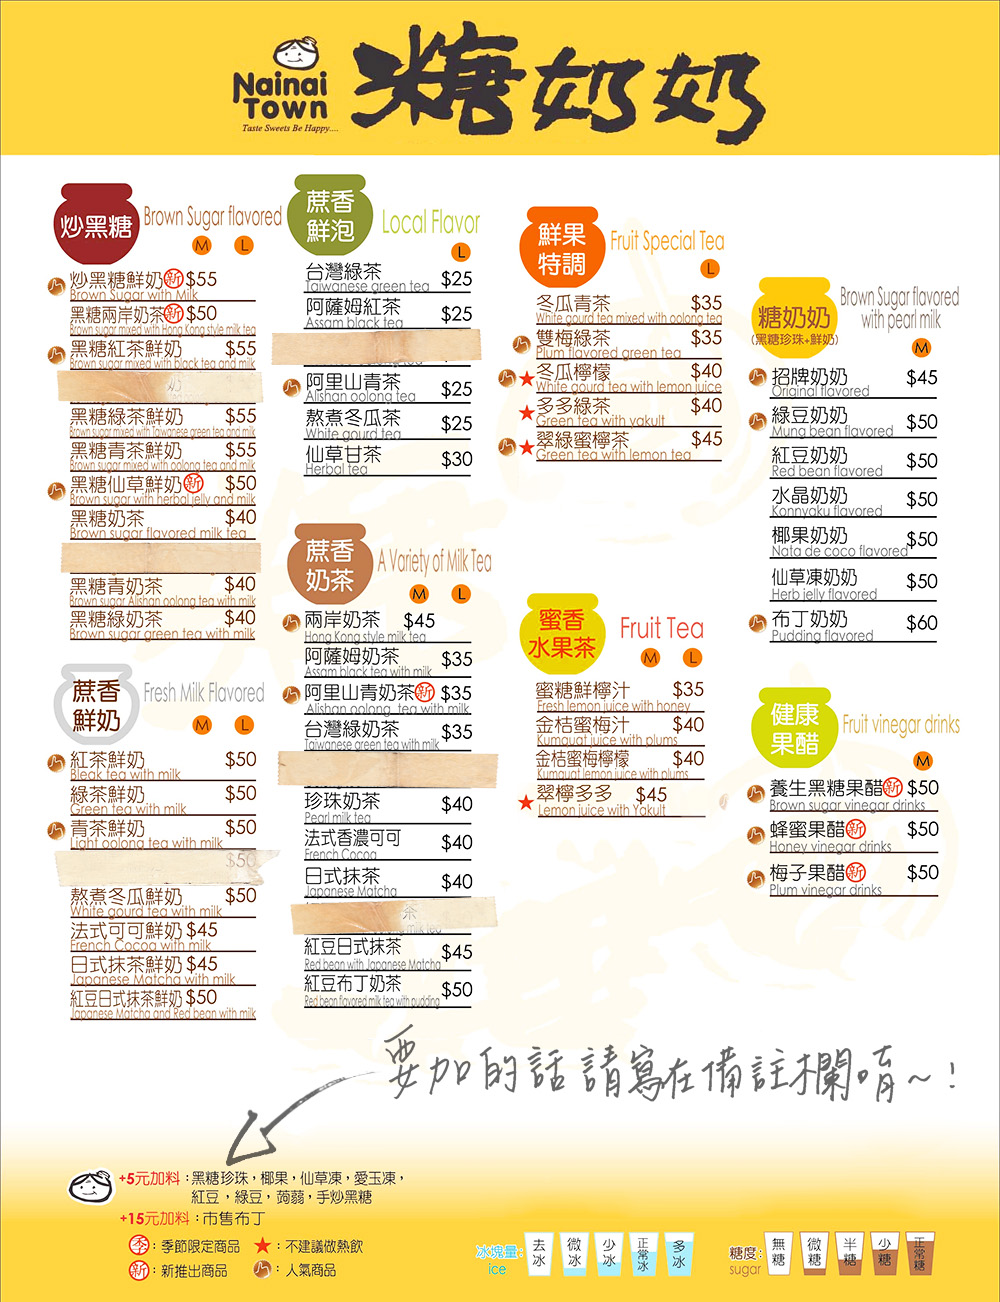 Nainai Town
Taste Sweets Be Happy....
糖奶奶
炒黑糖 Brown Sugar flavored
M L
炒黑糖鮮奶 新 $55
Brown Sugar with Milk
黑糖兩岸奶茶 新 $50
Brown sugar mixed with Hong Kong style milk tea
黑糖紅茶鮮奶 $55
Brown sugar mixed with black tea and milk
黑糖綠茶鮮奶 $55
Brown sugar mixed with Taiwanese green tea and milk
黑糖青茶鮮奶 $55
Brown sugar mixed with oolong tea and milk
黑糖仙草鮮奶 新 $50
Brown sugar with herbal jelly and milk
黑糖奶茶 $40
Brown sugar flavored milk tea
黑糖青奶茶 $40
Brown sugar Alishan oolong tea with milk
黑糖綠奶茶 $40
Brown sugar green tea with milk
蔗香鮮奶 Fresh Milk Flavored
M L
紅茶鮮奶 $50
Bleak tea with milk
綠茶鮮奶 $50
Green tea with milk
青茶鮮奶 $50
Light oolong tea with milk
$50
熬煮冬瓜鮮奶 $50
White gourd tea with milk
法式可可鮮奶 $45
French Cocoa with milk
日式抹茶鮮奶 $45
Japanese Matcha with milk
紅豆日式抹茶鮮奶 $50
Japanese Matcha and Red bean with milk
蔗香鮮泡 Local Flavor
L
台灣綠茶 $25
Taiwanese green tea
阿薩姆紅茶 $25
Assam black tea
阿里山青茶 $25
Alishan oolong tea
熬煮冬瓜茶 $25
White gourd tea
仙草甘茶 $30
Herbal tea
蔗香奶茶 A Variety of Milk Tea
M L
兩岸奶茶 $45
Hong Kong style milk tea
阿薩姆奶茶 $35
Assam black tea with milk
阿里山青奶茶 新 $35
Alishan oolong tea with milk
台灣綠奶茶 $35
Taiwanese green tea with milk
珍珠奶茶 $40
Pearl milk tea
法式香濃可可 $40
French Cocoa
日式抹茶 $40
Japanese Matcha
茶
紅豆日式抹茶 $45
Red bean with Japanese Matcha
紅豆布丁奶茶 $50
Red bean flavored milk tea with pudding
鮮果特調 Fruit Special Tea
L
冬瓜青茶 $35
White gourd tea mixed with oolong tea
雙梅綠茶 $35
Plum flavored green tea
★冬瓜檸檬 $40
White gourd tea with lemon juice
★多多綠茶 $40
Green tea with yakult
★翠綠蜜檸茶 $45
Green tea with lemon tea
蜜香水果茶 Fruit Tea
M L
蜜糖鮮檸汁 $35
Fresh lemon juice with honey
金桔蜜梅汁 $40
Kumquat juice with plums
金桔蜜梅檸檬 $40
Kumquat lemon juice with plums
★翠檸多多 $45
Lemon juice with Yakult
糖奶奶 (黑糖珍珠+鮮奶) Brown Sugar flavored with pearl milk
M
招牌奶奶 $45
Original flavored
綠豆奶奶 $50
Mung bean flavored
紅豆奶奶 $50
Red bean flavored
水晶奶奶 $50
Konnyaku flavored
椰果奶奶 $50
Nata de coco flavored
仙草凍奶奶 $50
Herb jelly flavored
布丁奶奶 $60
Pudding flavored
健康果醋 Fruit vinegar drinks
M
養生黑糖果醋 新 $50
Brown sugar vinegar drinks
蜂蜜果醋 新 $50
Honey vinegar drinks
梅子果醋 新 $50
Plum vinegar drinks
要加的話請寫在備註欄唷~!
+5元加料:黑糖珍珠,椰果,仙草凍,愛玉凍,
紅豆,綠豆,蒟蒻,手炒黑糖
+15元加料:市售布丁
季:季節限定商品 ★:不建議做熱飲
新:新推出商品 :人氣商品
冰塊量: ice 去冰 微冰 少冰 正常冰 多冰
糖度: sugar 無糖 微糖 半糖 少糖 正常糖